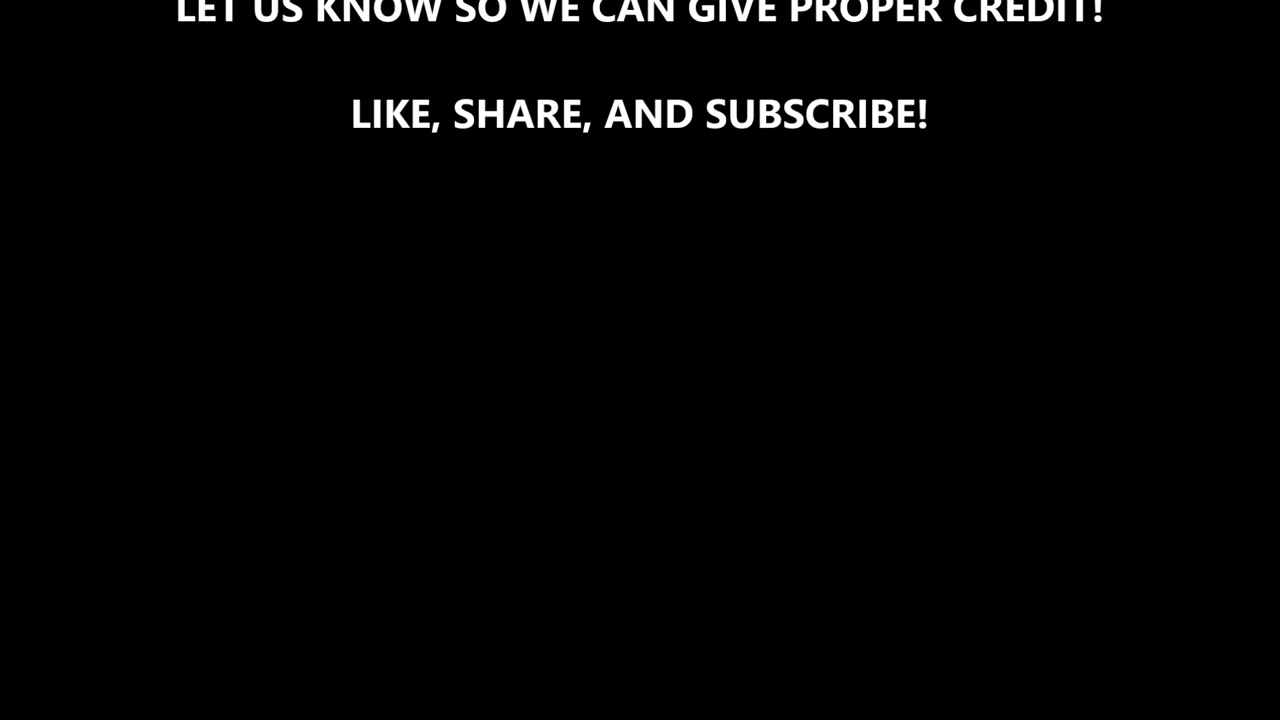 LET US KNOW SO WE CAN GIVE PROPER CREDIT!
LIKE, SHARE, AND SUBSCRIBE!